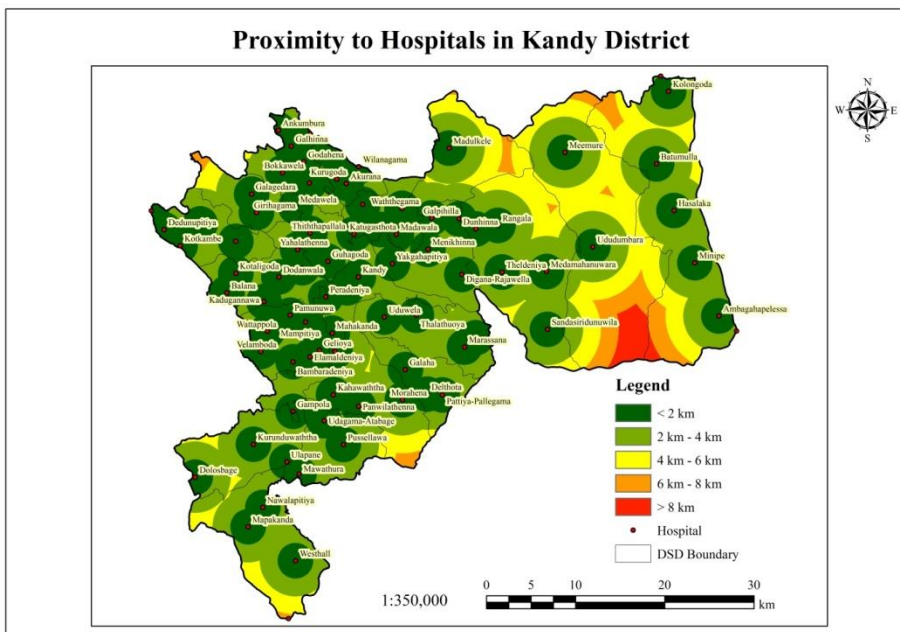 Proximity to Hospitals in Kandy District
N
W E
S
Kolongoda
Ankumbura
Galhinna
Madulkele
Meemure
Godahena
Wilanagama
Batumulla
Bokkawela
Kurugoda
Akurana
Galagedara
Medawela
Waththegama
Hasalaka
Girihagama
Galpihilla
Dunhinna
Rangala
Dedunupitiya
Thiththapallala
Katugasthota
Madawala
Kotkambe
Yahalathenna
Menikhinna
Ududumbara
Guhagoda
Yakgahapitiya
Minipe
Kotaligoda
Dodanwala
Kandy
Theldeniya
Medamahanuwara
Digana-Rajawella
Balana
Peradeniya
Kadugannawa
Pamunuwa
Uduwela
Ambagahapelessa
Wattappola
Mahakanda
Thalathuoya
Sandasiridunuwila
Mampitiya
Velamboda
Gelioya
Marassana
Elamaldeniya
Galaha
Bambaradeniya
Kahawaththa
Morahena
Delthota
Gampola
Panwilathenna
Pattiya-Pallegama
Udagama-Atabage
Kurunduwaththa
Pussellawa
Ulapane
Dolosbage
Mawathura
Nawalapitiya
Mapakanda
Westhall
Legend
< 2 km
2 km - 4 km
4 km - 6 km
6 km - 8 km
> 8 km
Hospital
DSD Boundary
1:350,000
0 5 10 20 30
km